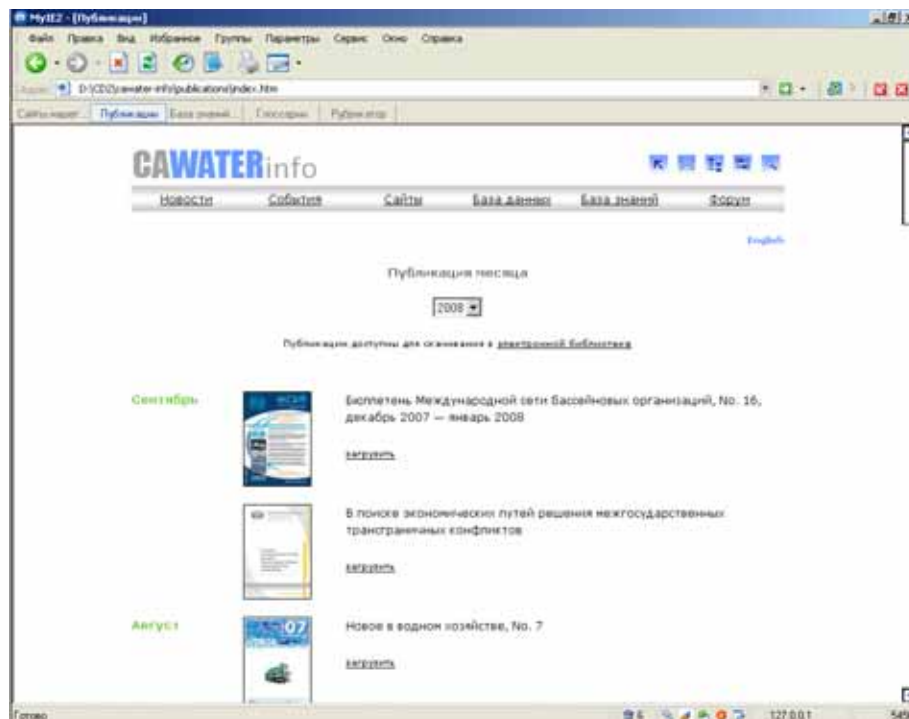 MyIE2 - [Публикации]
Файл Правка Вид Избранное Группы Параметры Сервис Окно Справка
D:\CD2\cawater-info\publications\index.htm
Публикации База знаний... Глоссарий Рубрикатор
CAWATERinfo
Новости События Сайты База данных База знаний Форум
English
Публикация месяца
2008
Публикации доступны для скачивания в электронной библиотеке
Сентябрь
Бюллетень Международной сети Бассейновых организаций, No. 16,
декабрь 2007 — январь 2008
загрузить
В поиске экономических путей решения межгосударственных
трансграничных конфликтов
загрузить
Август
07
Новое в водном хозяйстве, No. 7
загрузить
Готово
127.0.0.1